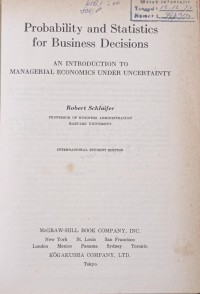 Probability and Statistics
for Business Decisions
AN INTRODUCTION TO
MANAGERIAL ECONOMICS UNDER UNCERTAINTY
Robert Schlaifer
PROFESSOR OF BUSINESS ADMINISTRATION
HARVARD UNIVERSITY
INTERNATIONAL STUDENT EDITION
McGRAW-HILL BOOK COMPANY, INC.
New York St. Louis San Francisco
London Mexico Panama Sydney Toronto
KŌGAKUSHA COMPANY, LTD.
Tokyo